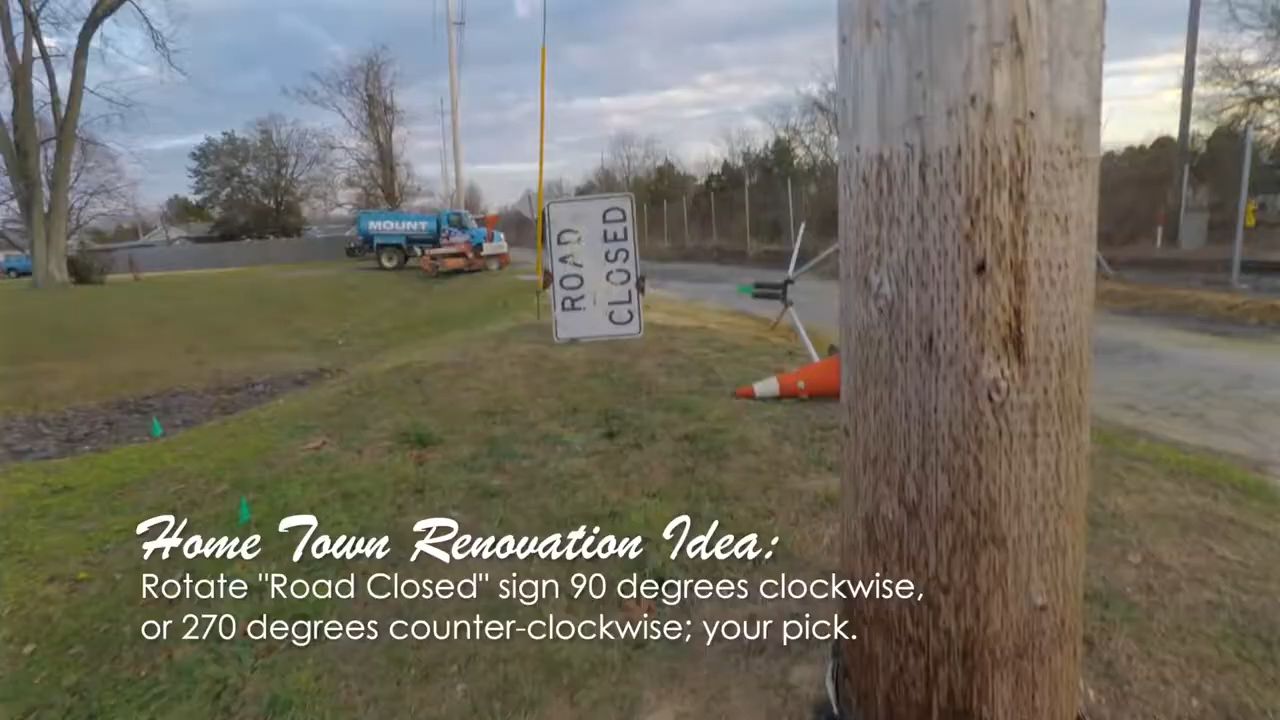 MOUNT
ROAD
CLOSED
Home Town Renovation Idea:
Rotate "Road Closed" sign 90 degrees clockwise,
or 270 degrees counter-clockwise; your pick.